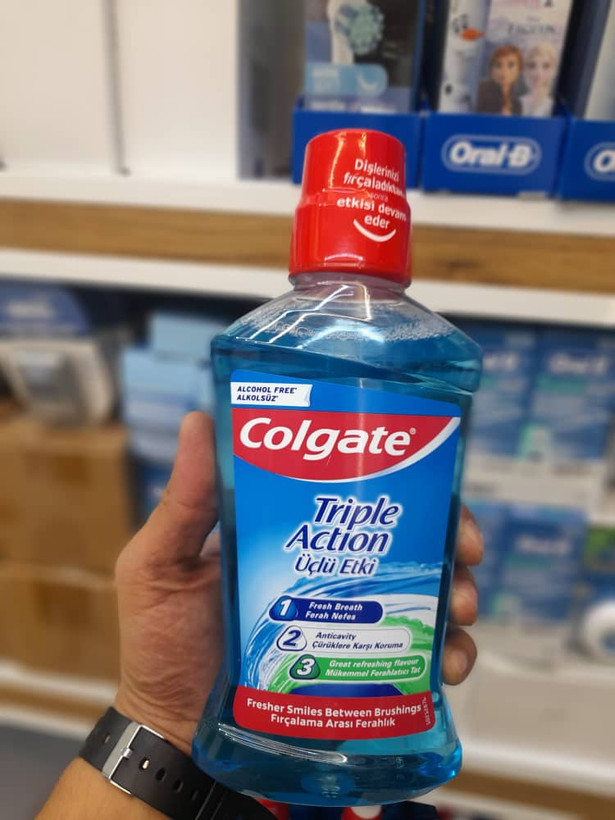 Oral-B
Dişlerinizi
fırçaladıktan
sonra
etkisi devam
eder
ALCOHOL FREE*
ALKOLSÜZ*
Colgate®
Triple
Action
Üçlü Etki
1 Fresh Breath
Ferah Nefes
2 Anticavity
Çürüklere Karşı Koruma
3 Great refreshing flavour
Mükemmel Ferahlatıcı Tat
Fresher Smiles Between Brushings
Fırçalama Arası Ferahlık